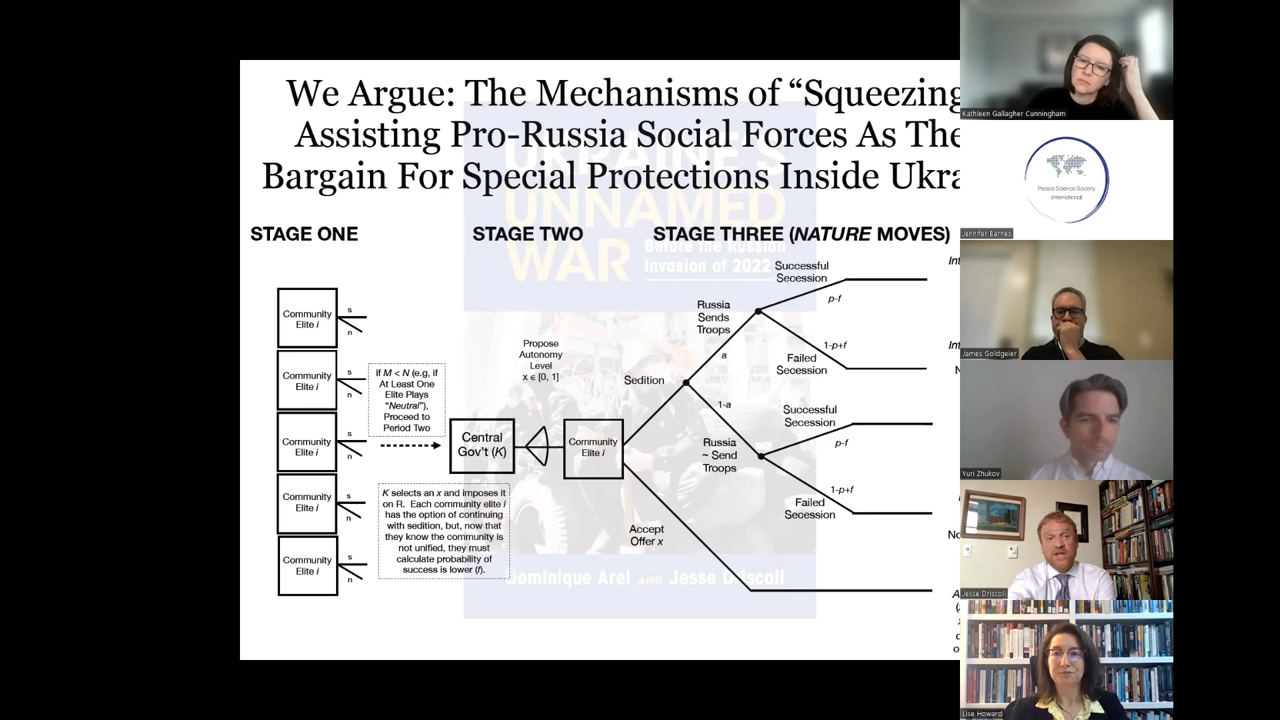 We Argue: The Mechanisms of “Squeezing
Assisting Pro-Russia Social Forces As The
Bargain For Special Protections Inside Ukra
UKRAINE'S
UNNAMED
WAR
Before the Russian
Invasion of 2022
STAGE ONE
STAGE TWO
STAGE THREE (NATURE MOVES)
Community
Elite i
s
n
Community
Elite i
s
n
Community
Elite i
s
n
Community
Elite i
s
n
Community
Elite i
s
n
if M < N (e.g, if
At Least One
Elite Plays
“Neutral”),
Proceed to
Period Two
K selects an x and imposes it
on R. Each community elite i
has the option of continuing
with sedition, but, now that
they know the community is
not unified, they must
calculate probability of
success is lower (f).
Central
Gov't (K)
Propose
Autonomy
Level
x ∈ [0, 1]
Community
Elite i
Sedition
Accept
Offer x
Russia
Sends
Troops
a
1-a
Russia
~ Send
Troops
Successful
Secession
p-f
1-p+f
Failed
Secession
Successful
Secession
p-f
1-p+f
Failed
Secession
Dominique Arel AND Jesse Driscoll
Kathleen Gallagher Cunningham
Peace Science Society
(International)
Jennifer Barnes
James Goldgeier
Yuri Zhukov
Jesse Driscoll
Lise Howard